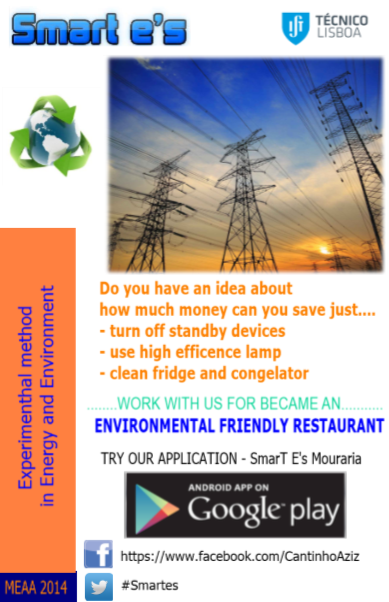 Smart e's
TÉCNICO
LISBOA
Do you have an idea about
how much money can you save just....
- turn off standby devices
- use high efficence lamp
- clean fridge and congelator
........WORK WITH US FOR BECAME AN..........
ENVIRONMENTAL FRIENDLY RESTAURANT
TRY OUR APPLICATION - SmarT E's Mouraria
ANDROID APP ON
Google play
https://www.facebook.com/CantinhoAziz
#Smartes
Experimenthal method
in Energy and Environment
MEAA 2014